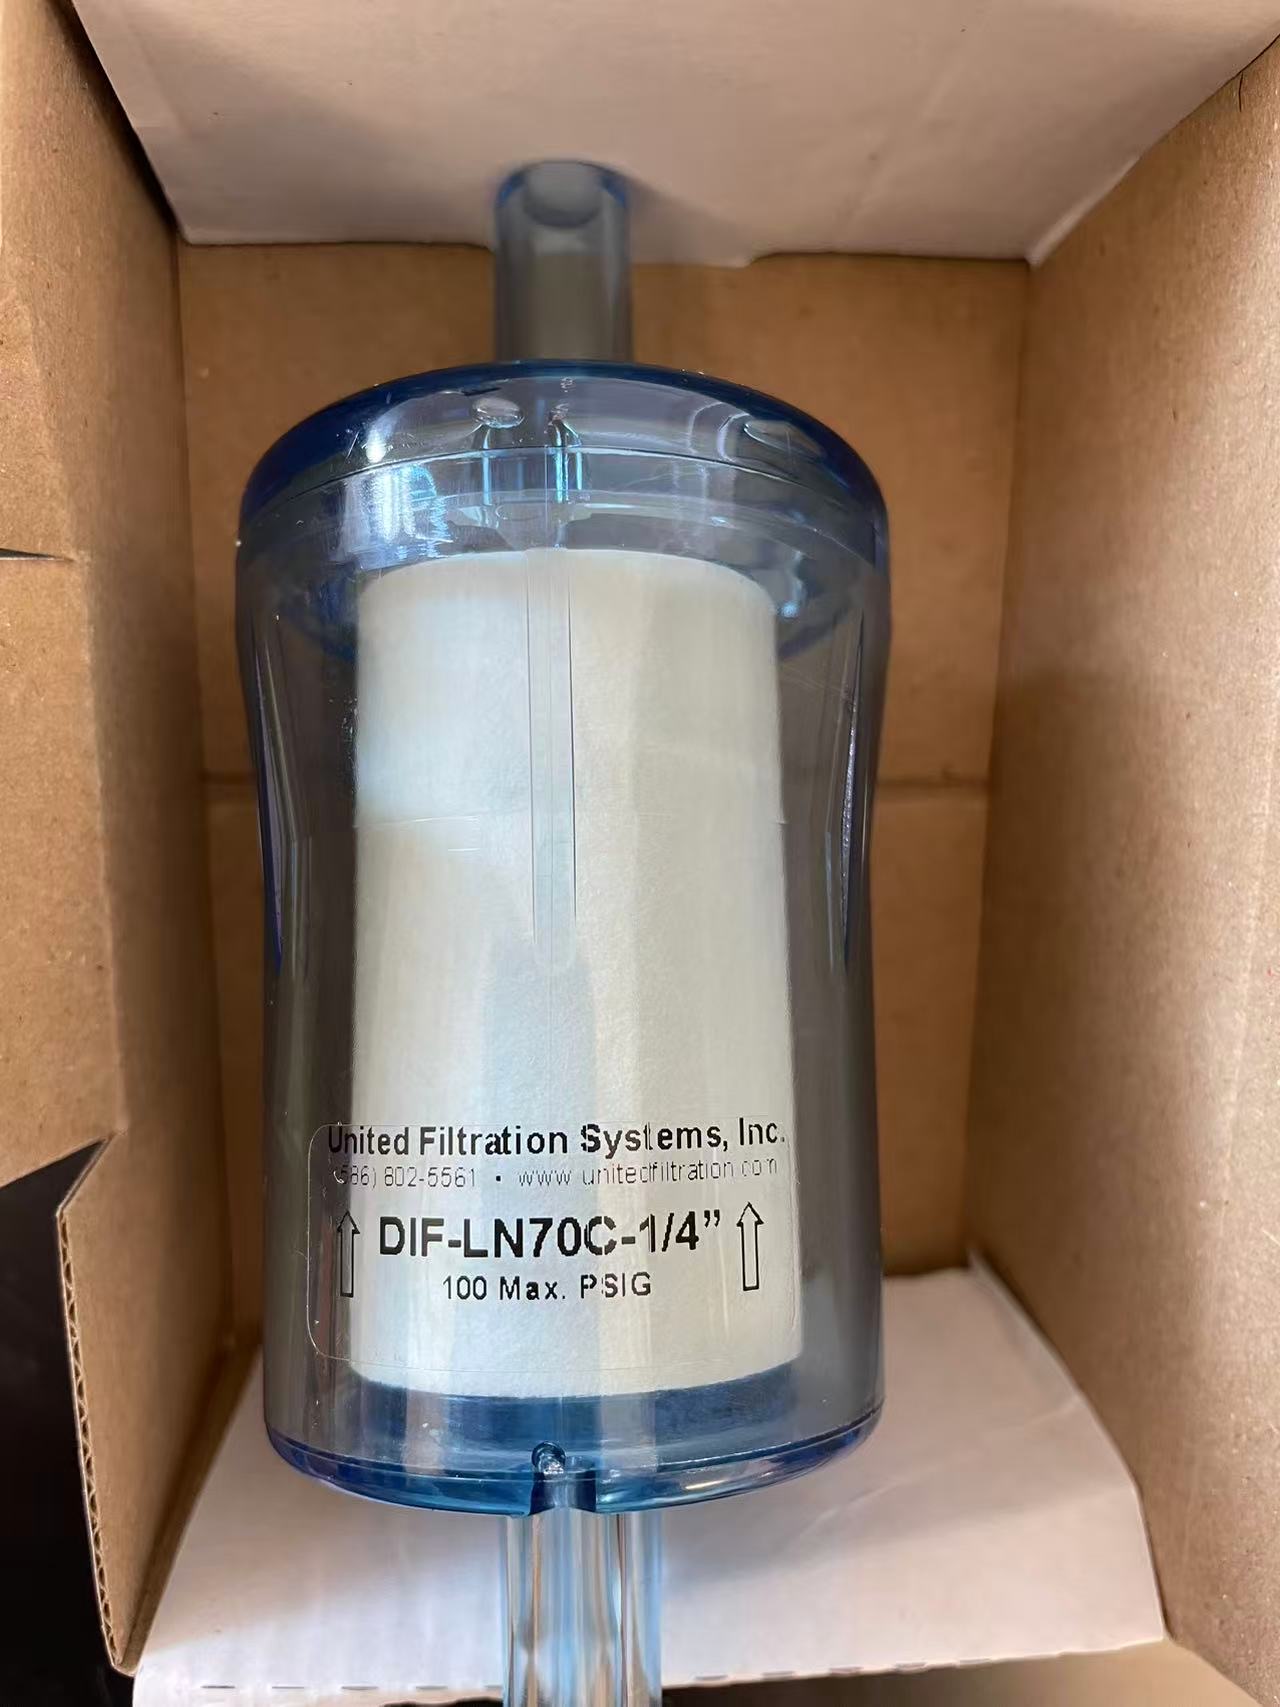 United Filtration Systems, Inc.
(586) 802-5561 • www.unitedfiltration.com
DIF-LN70C-1/4”
100 Max. PSIG